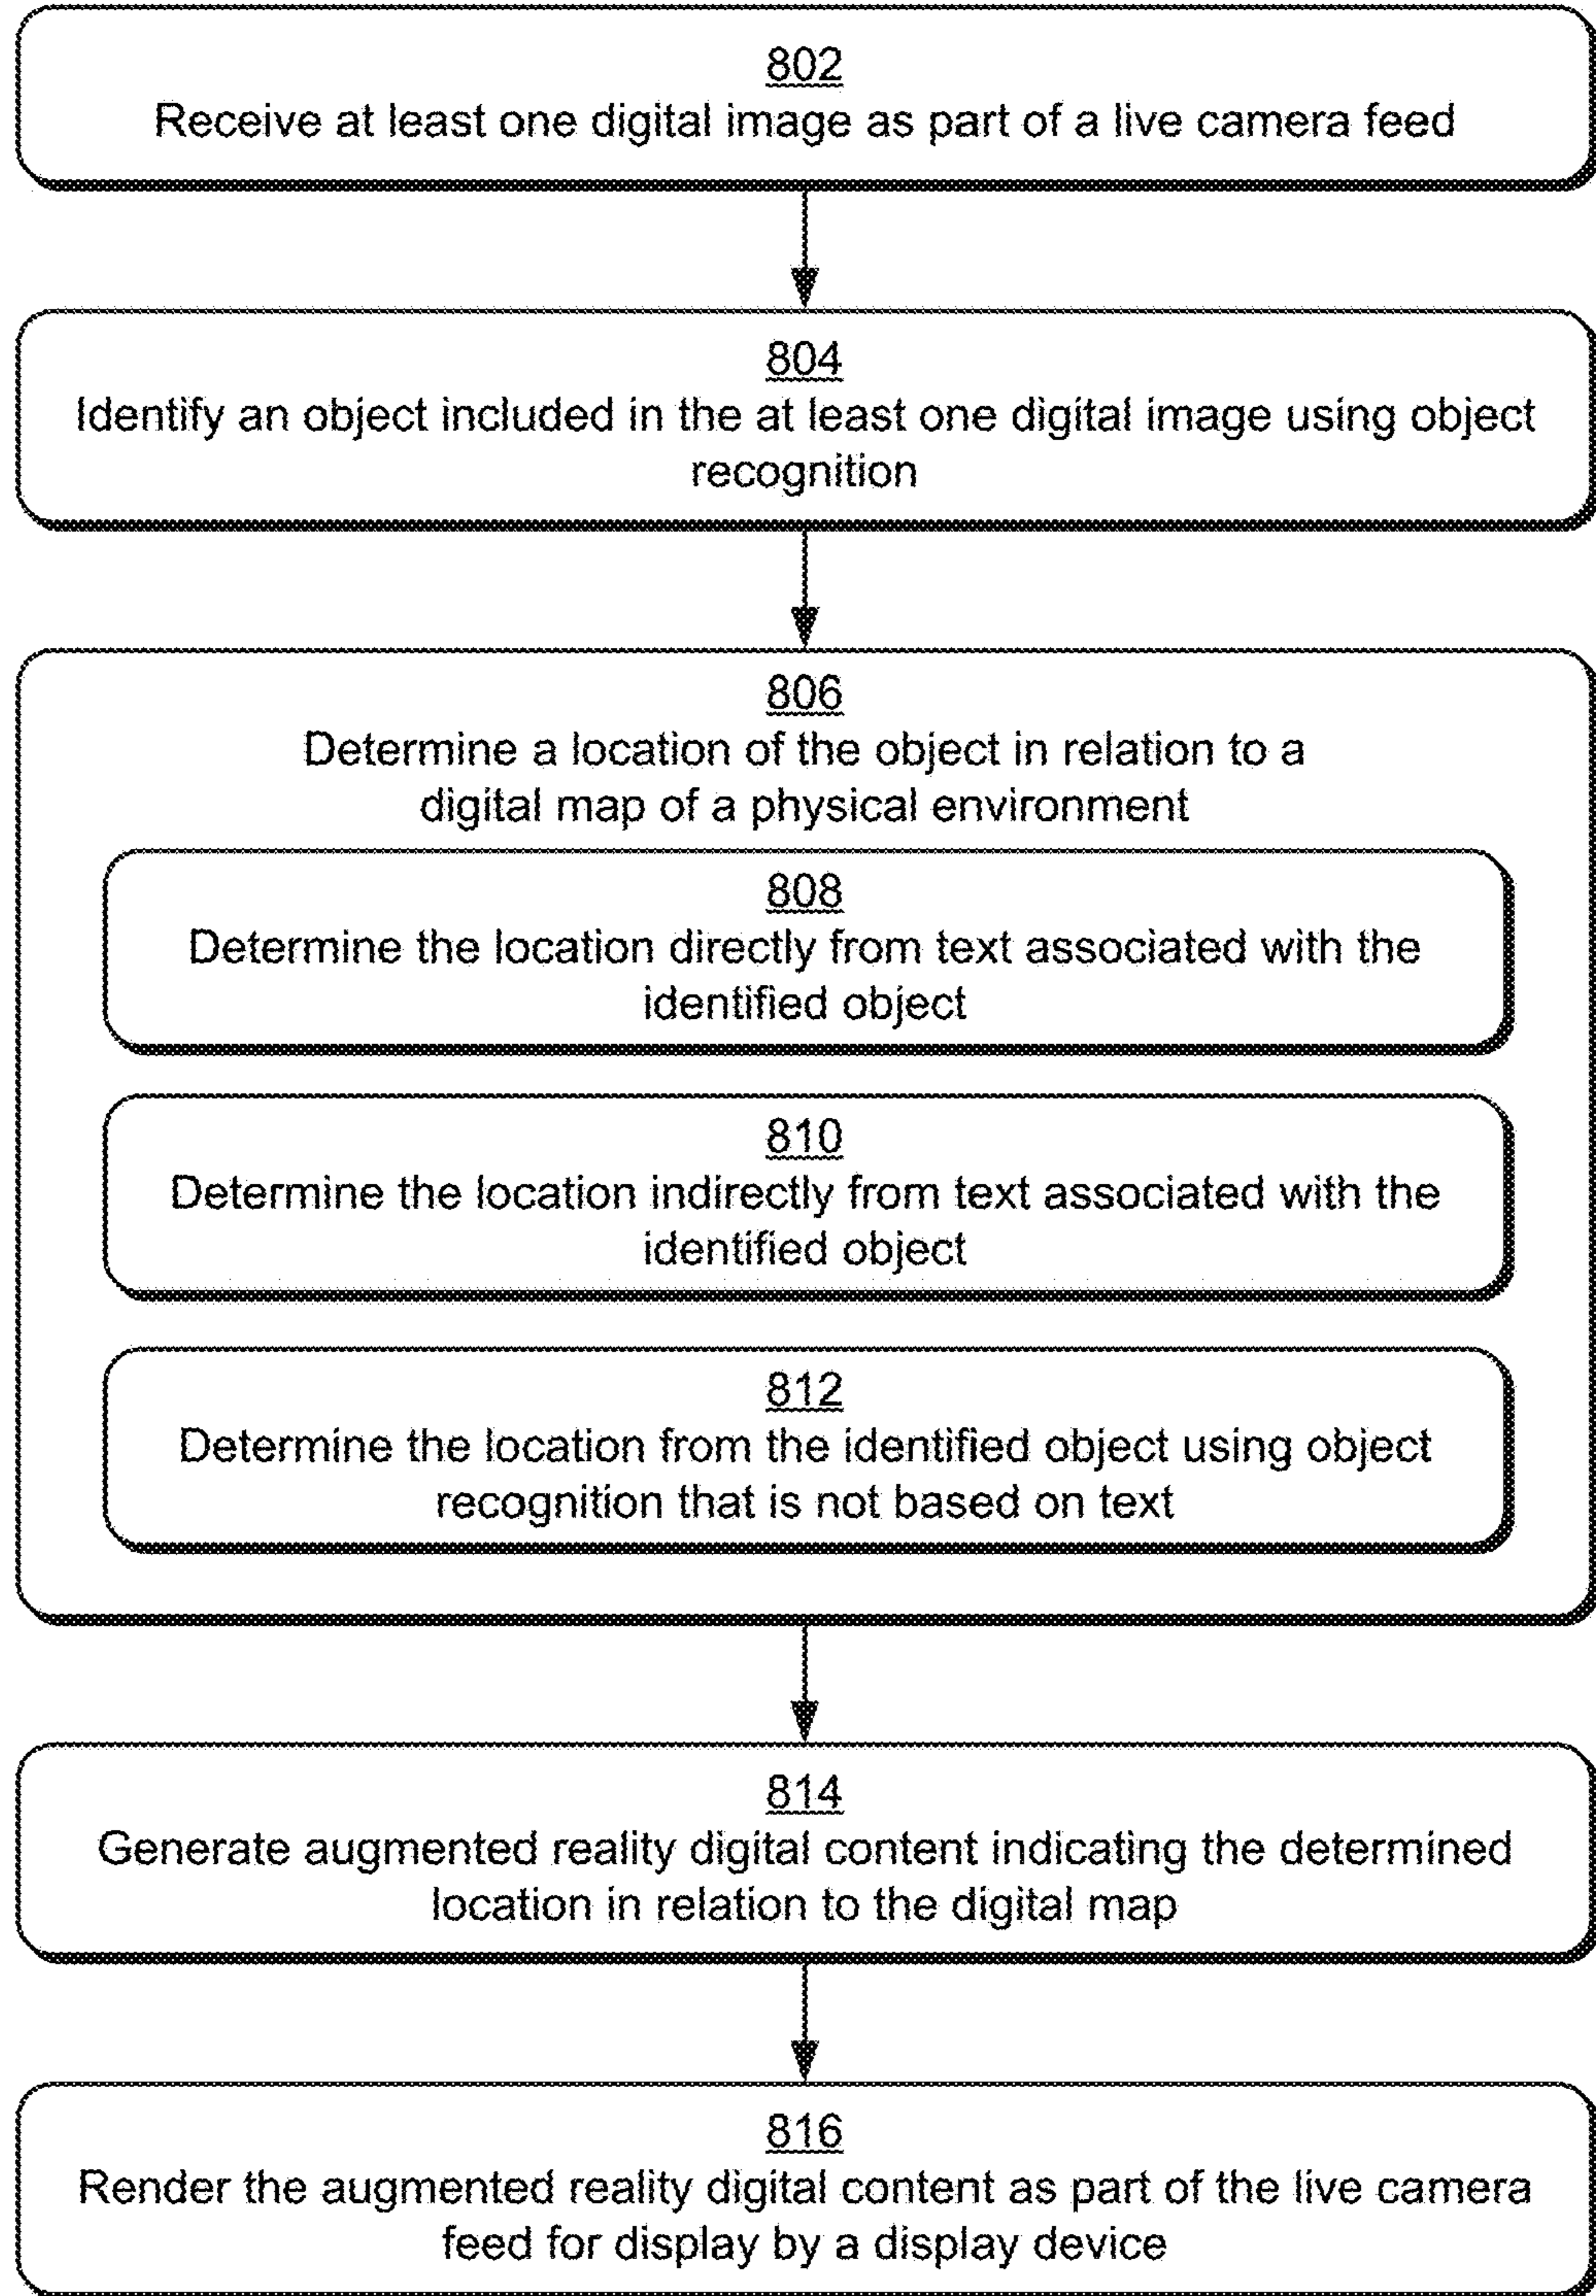 802
Receive at least one digital image as part of a live camera feed
804
Identify an object included in the at least one digital image using object
recognition
806
Determine a location of the object in relation to a
digital map of a physical environment
808
Determine the location directly from text associated with the
identified object
810
Determine the location indirectly from text associated with the
identified object
812
Determine the location from the identified object using object
recognition that is not based on text
814
Generate augmented reality digital content indicating the determined
location in relation to the digital map
816
Render the augmented reality digital content as part of the live camera
feed for display by a display device